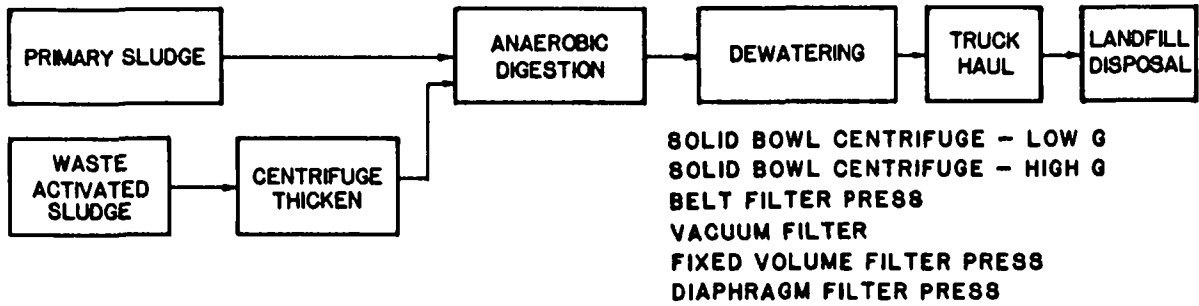 PRIMARY SLUDGE
ANAEROBIC
DIGESTION
DEWATERING
TRUCK
HAUL
LANDFILL
DISPOSAL
WASTE
ACTIVATED
SLUDGE
CENTRIFUGE
THICKEN
SOLID BOWL CENTRIFUGE – LOW G
SOLID BOWL CENTRIFUGE – HIGH G
BELT FILTER PRESS
VACUUM FILTER
FIXED VOLUME FILTER PRESS
DIAPHRAGM FILTER PRESS